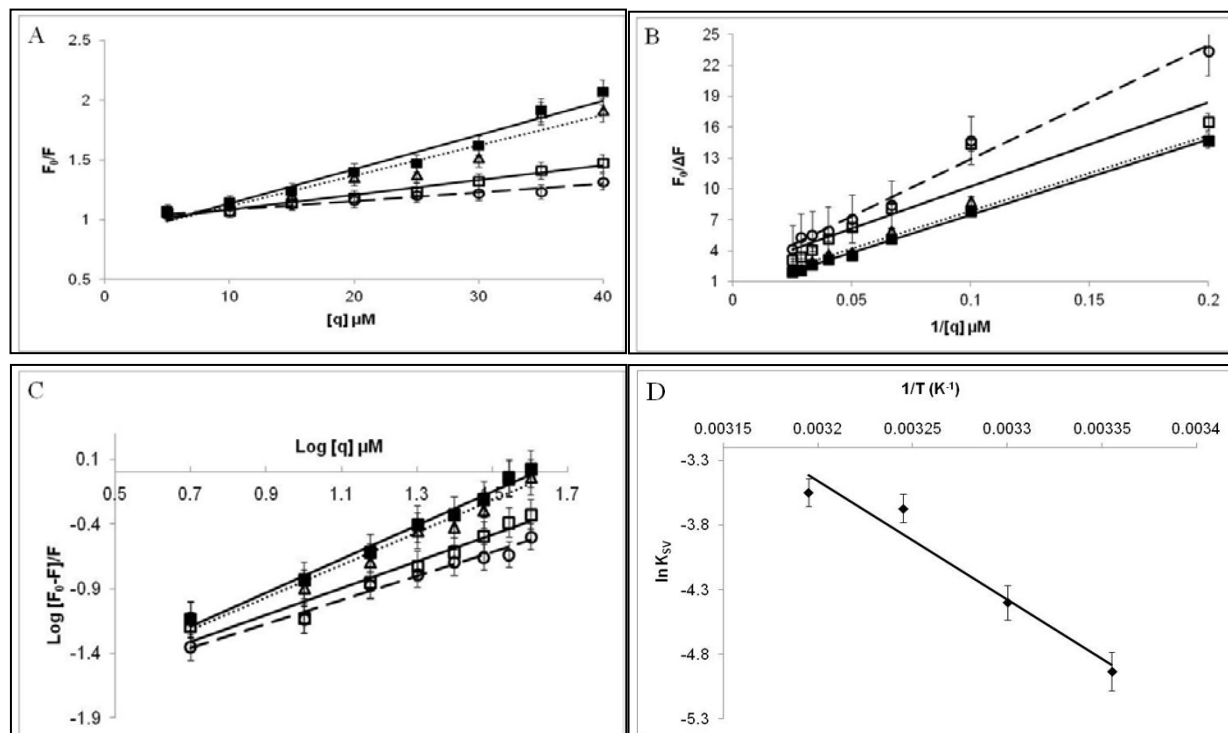 A
2.5
2
1.5
1
0.5
F₀/F
0 10 20 30 40
[q] µM
B
25
22
19
16
13
10
7
4
1
F₀/ΔF
0 0.05 0.1 0.15 0.2
1/[q] µM
C
Log [q] µM
0.1
0.5 0.7 0.9 1.1 1.3 1.5 1.7
-0.4
-0.9
-1.4
-1.9
Log [F₀-F]/F
D
1/T (K⁻¹)
0.00315 0.0032 0.00325 0.0033 0.00335 0.0034
-3.3
-3.8
-4.3
-4.8
-5.3
ln K_SV